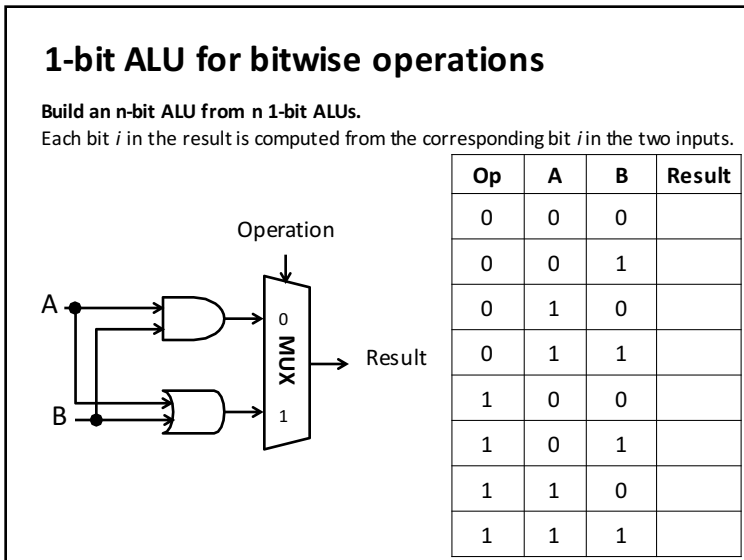 1-bit ALU for bitwise operations
Build an n-bit ALU from n 1-bit ALUs.
Each bit i in the result is computed from the corresponding bit i in the two inputs.
Operation
A
B
0
MUX
1
Result
Op A B Result
0 0 0
0 0 1
0 1 0
0 1 1
1 0 0
1 0 1
1 1 0
1 1 1